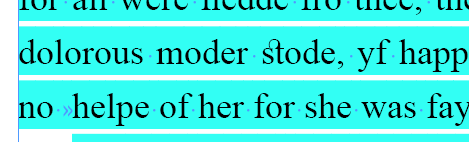 for all were fledde fro thee, the
dolorous moder stode, yf happ
no helpe of her for she was fay